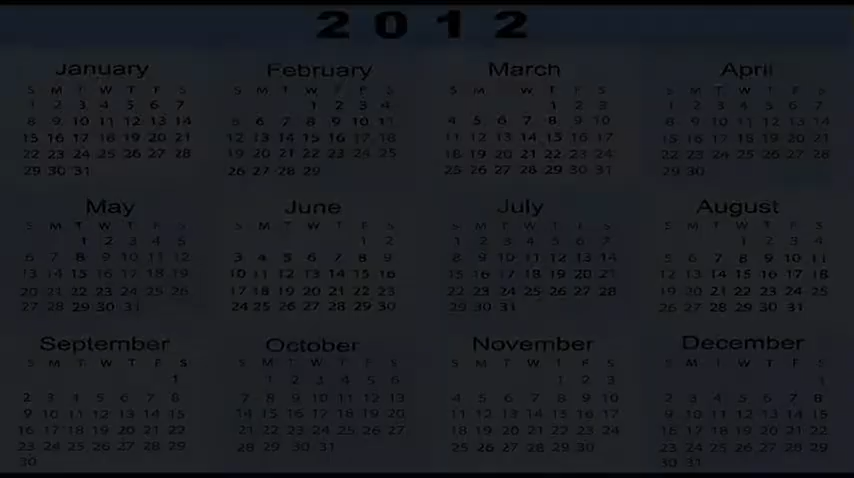 2012
January
S M T W T F S
1 2 3 4 5 6 7
8 9 10 11 12 13 14
15 16 17 18 19 20 21
22 23 24 25 26 27 28
29 30 31
February
S M T W T F S
1 2 3 4
5 6 7 8 9 10 11
12 13 14 15 16 17 18
19 20 21 22 23 24 25
26 27 28 29
March
S M W T F S
1 2 3
4 5 6 7 8 9 10
11 12 13 14 15 16 17
18 19 20 21 22 23 24
25 26 27 28 29 30 31
April
S M T W T F S
1 2 3 4 5 6 7
8 9 10 11 12 13 14
15 16 17 18 19 20 21
22 23 24 25 26 27 28
29 30
May
S M T W T F S
1 2 3 4 5
6 7 8 9 10 11 12
13 14 15 16 17 18 19
20 21 22 23 24 25 26
27 28 29 30 31
June
S M T W T F S
1 2
3 4 5 6 7 8 9
10 11 12 13 14 15 16
17 18 19 20 21 22 23
24 25 26 27 28 29 30
July
S M T W T F S
1 2 3 4 5 6 7
8 9 10 11 12 13 14
15 16 17 18 19 20 21
22 23 24 25 26 27 28
29 30 31
August
S M T W T F S
1 2 3 4
5 6 7 8 9 10 11
12 13 14 15 16 17 18
19 20 21 22 23 24 25
26 27 28 29 30 31
September
S M T W T F S
1
2 3 4 5 6 7 8
9 10 11 12 13 14 15
16 17 18 19 20 21 22
23 24 25 26 27 28 29
30
October
S M T W T F S
1 2 3 4 5 6
7 8 9 10 11 12 13
14 15 16 17 18 19 20
21 22 23 24 25 26 27
28 29 30 31
November
S M T W T F S
1 2 3
4 5 6 7 8 9 10
11 12 13 14 15 16 17
18 19 20 21 22 23 24
25 26 27 28 29 30
December
S M T W T F S
1
2 3 4 5 6 7 8
9 10 11 12 13 14 15
16 17 18 19 20 21 22
23 24 25 26 27 28 29
30 31